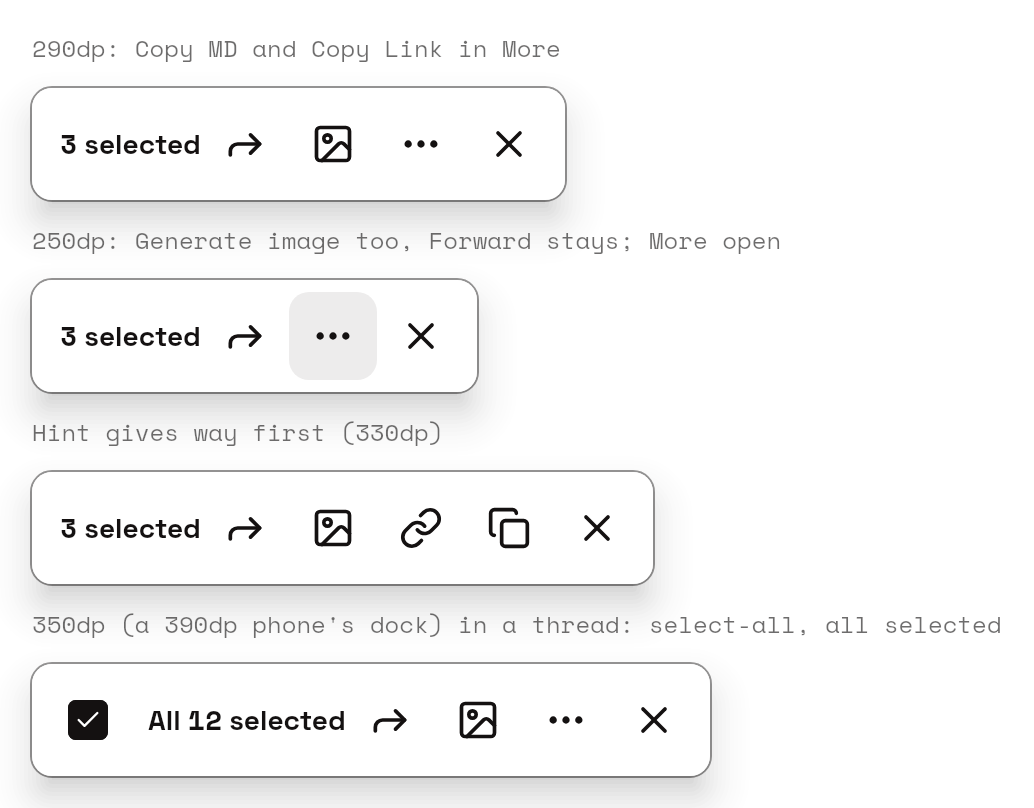 290dp: Copy MD and Copy Link in More
3 selected
250dp: Generate image too, Forward stays; More open
3 selected
Hint gives way first (330dp)
3 selected
350dp (a 390dp phone's dock) in a thread: select-all, all selected
All 12 selected